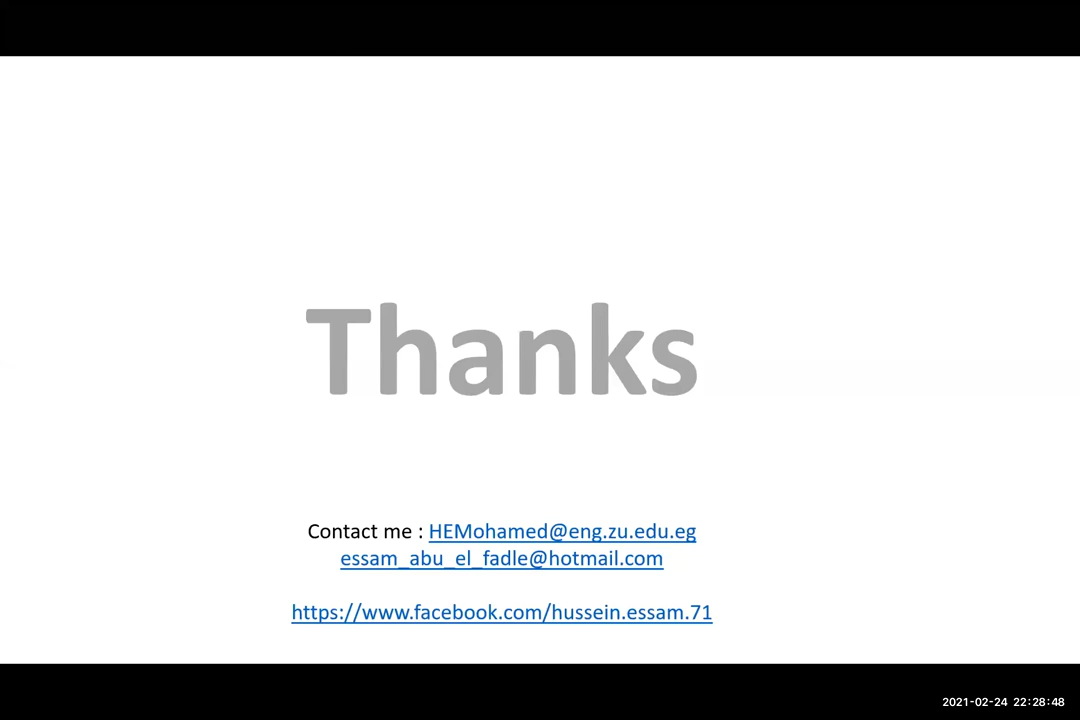 Thanks
Contact me : HEMohamed@eng.zu.edu.eg
essam_abu_el_fadle@hotmail.com
https://www.facebook.com/hussein.essam.71
2021-02-24 22:28:48